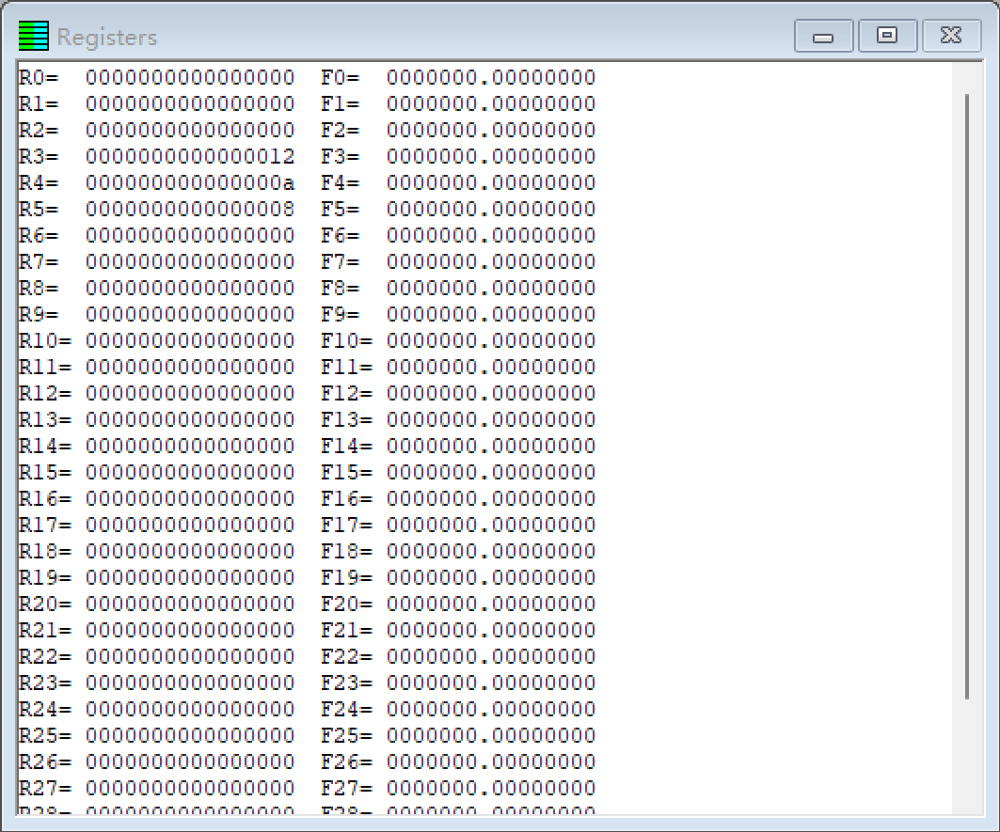 Registers
R0=  0000000000000000  F0=  0000000.00000000
R1=  0000000000000000  F1=  0000000.00000000
R2=  0000000000000000  F2=  0000000.00000000
R3=  0000000000000012  F3=  0000000.00000000
R4=  000000000000000a  F4=  0000000.00000000
R5=  0000000000000008  F5=  0000000.00000000
R6=  0000000000000000  F6=  0000000.00000000
R7=  0000000000000000  F7=  0000000.00000000
R8=  0000000000000000  F8=  0000000.00000000
R9=  0000000000000000  F9=  0000000.00000000
R10= 0000000000000000  F10= 0000000.00000000
R11= 0000000000000000  F11= 0000000.00000000
R12= 0000000000000000  F12= 0000000.00000000
R13= 0000000000000000  F13= 0000000.00000000
R14= 0000000000000000  F14= 0000000.00000000
R15= 0000000000000000  F15= 0000000.00000000
R16= 0000000000000000  F16= 0000000.00000000
R17= 0000000000000000  F17= 0000000.00000000
R18= 0000000000000000  F18= 0000000.00000000
R19= 0000000000000000  F19= 0000000.00000000
R20= 0000000000000000  F20= 0000000.00000000
R21= 0000000000000000  F21= 0000000.00000000
R22= 0000000000000000  F22= 0000000.00000000
R23= 0000000000000000  F23= 0000000.00000000
R24= 0000000000000000  F24= 0000000.00000000
R25= 0000000000000000  F25= 0000000.00000000
R26= 0000000000000000  F26= 0000000.00000000
R27= 0000000000000000  F27= 0000000.00000000
R28= 0000000000000000  F28= 0000000.00000000